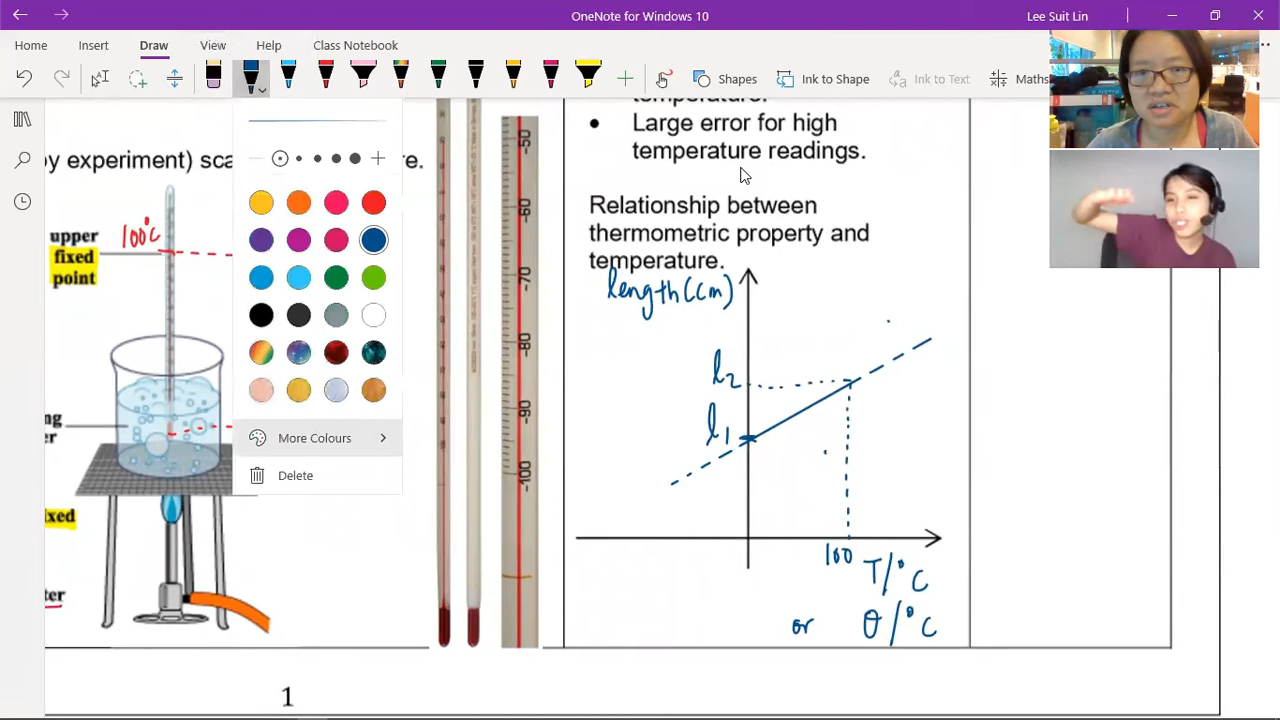 OneNote for Windows 10
Lee Suit Lin
Home Insert Draw View Help Class Notebook
Shapes Ink to Shape Ink to Text Maths
by experiment) sca
re.
temperature.
Large error for high
temperature readings.
upper
fixed
point
100°C
Relationship between
thermometric property and
temperature.
length (cm)
l2
l1
100
T/°C
or θ/°C
More Colours
Delete
50
60
70
80
90
100
ng
er
xed
ter
1